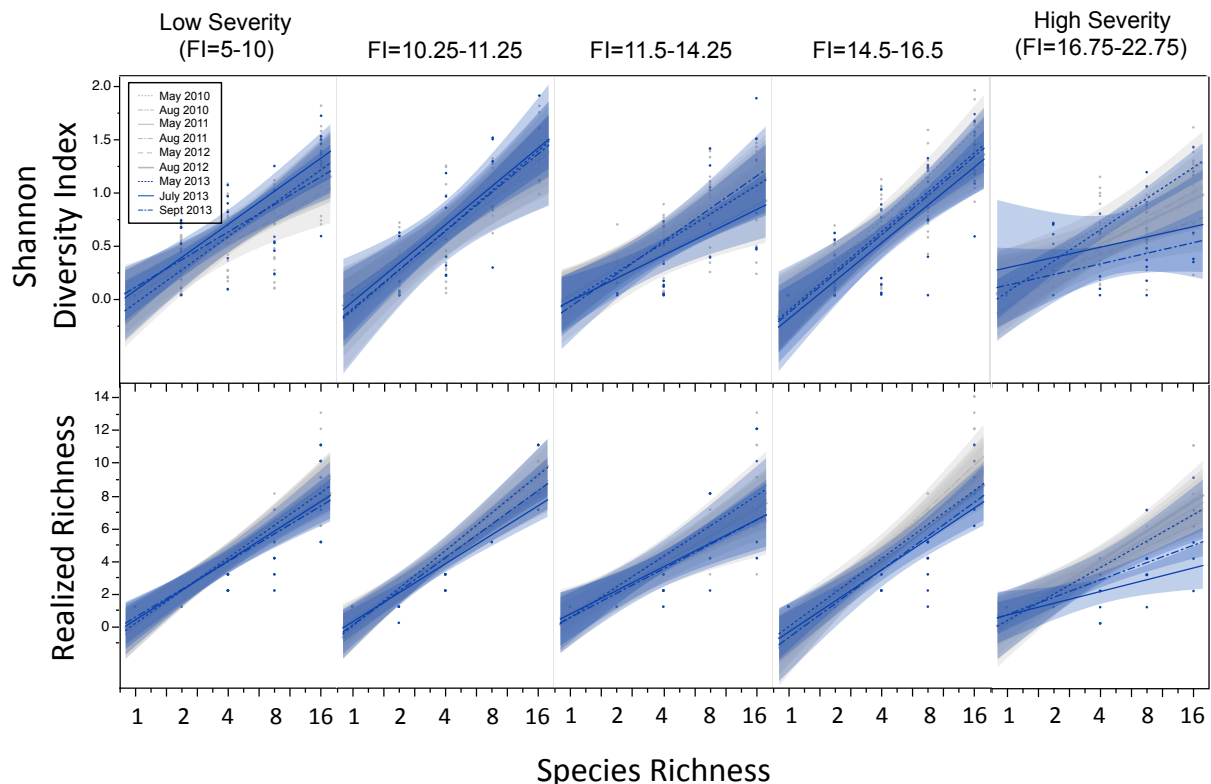 Low Severity
(FI=5-10)
FI=10.25-11.25
FI=11.5-14.25
FI=14.5-16.5
High Severity
(FI=16.75-22.75)
Shannon
Diversity Index
2.0
1.5
1.0
0.5
0.0
May 2010
Aug 2010
May 2011
Aug 2011
May 2012
Aug 2012
May 2013
July 2013
Sept 2013
Realized Richness
14
12
10
8
6
4
2
0
1 2 4 8 16 1 2 4 8 16 1 2 4 8 16 1 2 4 8 16 1 2 4 8 16
Species Richness